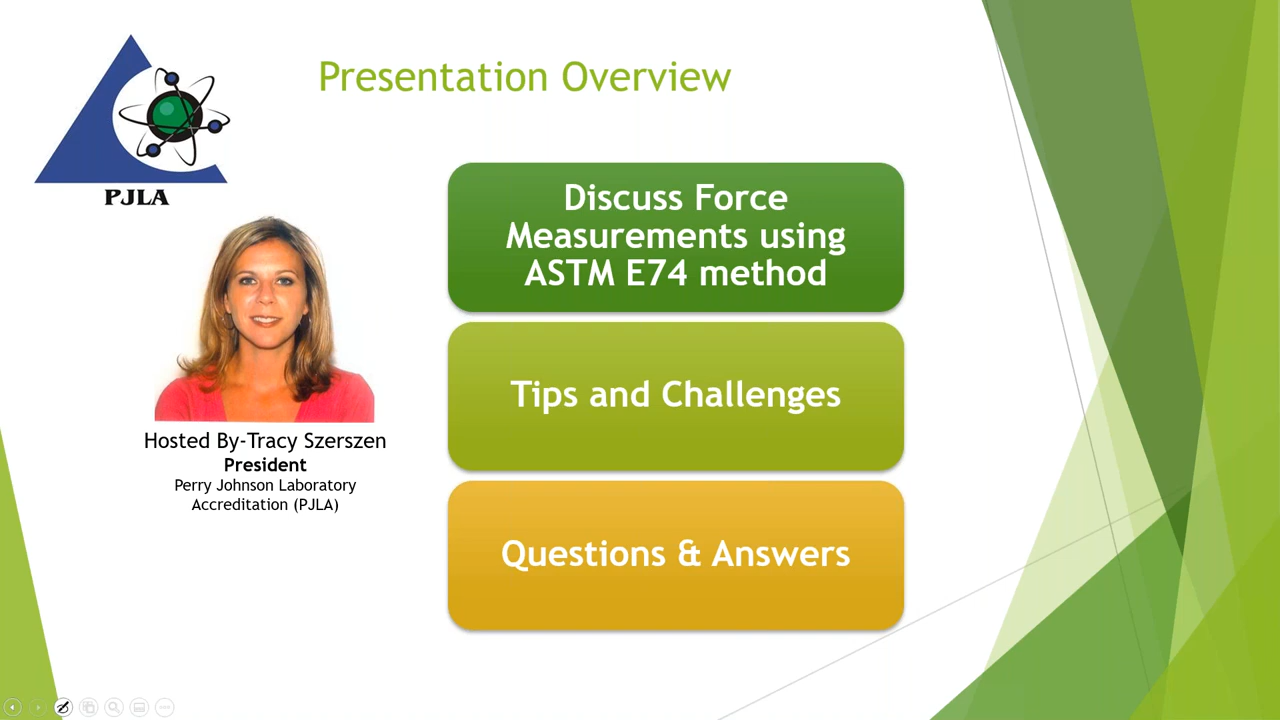 Presentation Overview
PJLA
Hosted By-Tracy Szerszen
President
Perry Johnson Laboratory
Accreditation (PJLA)
Discuss Force
Measurements using
ASTM E74 method
Tips and Challenges
Questions & Answers